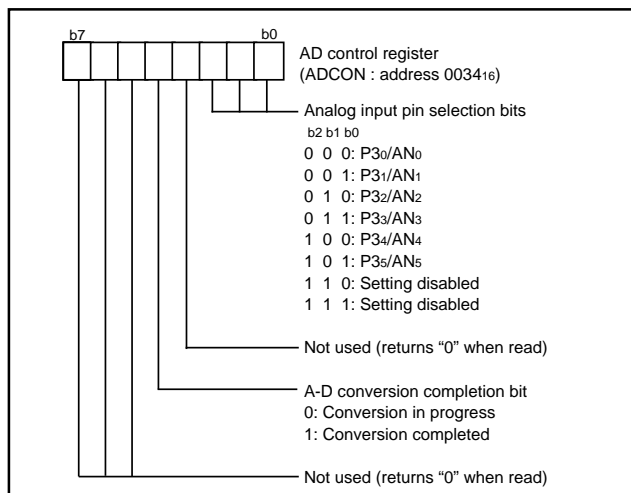 b7 b0
AD control register
(ADCON : address 0034₁₆)
Analog input pin selection bits
b2 b1 b0
0 0 0: P3₀/AN₀
0 0 1: P3₁/AN₁
0 1 0: P3₂/AN₂
0 1 1: P3₃/AN₃
1 0 0: P3₄/AN₄
1 0 1: P3₅/AN₅
1 1 0: Setting disabled
1 1 1: Setting disabled
Not used (returns “0” when read)
A-D conversion completion bit
0: Conversion in progress
1: Conversion completed
Not used (returns “0” when read)